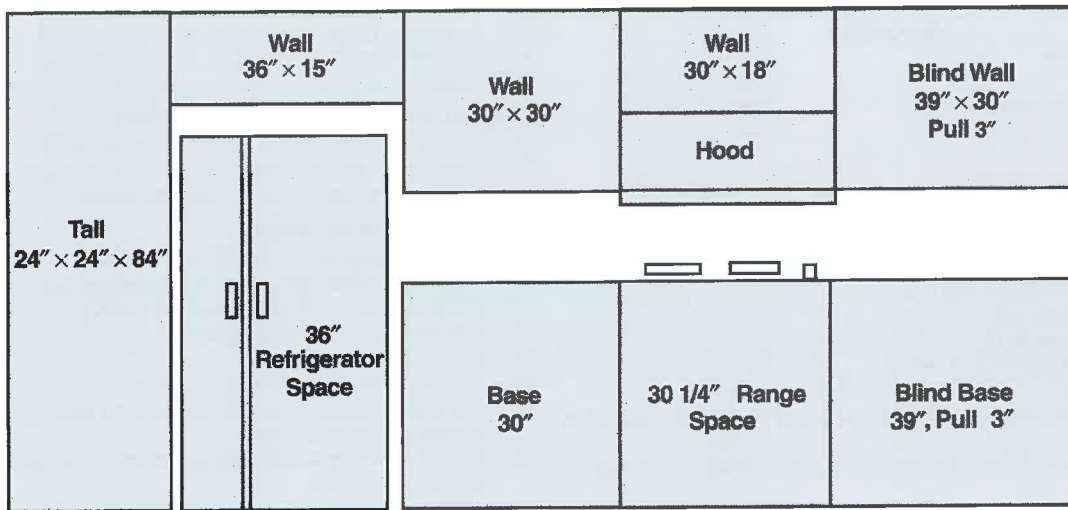 Wall
36″ × 15″
Wall
30″ × 30″
Wall
30″ × 18″
Hood
Blind Wall
39″ × 30″
Pull 3″
Tall
24″ × 24″ × 84″
36″
Refrigerator
Space
Base
30″
30 1/4″ Range
Space
Blind Base
39″, Pull 3″